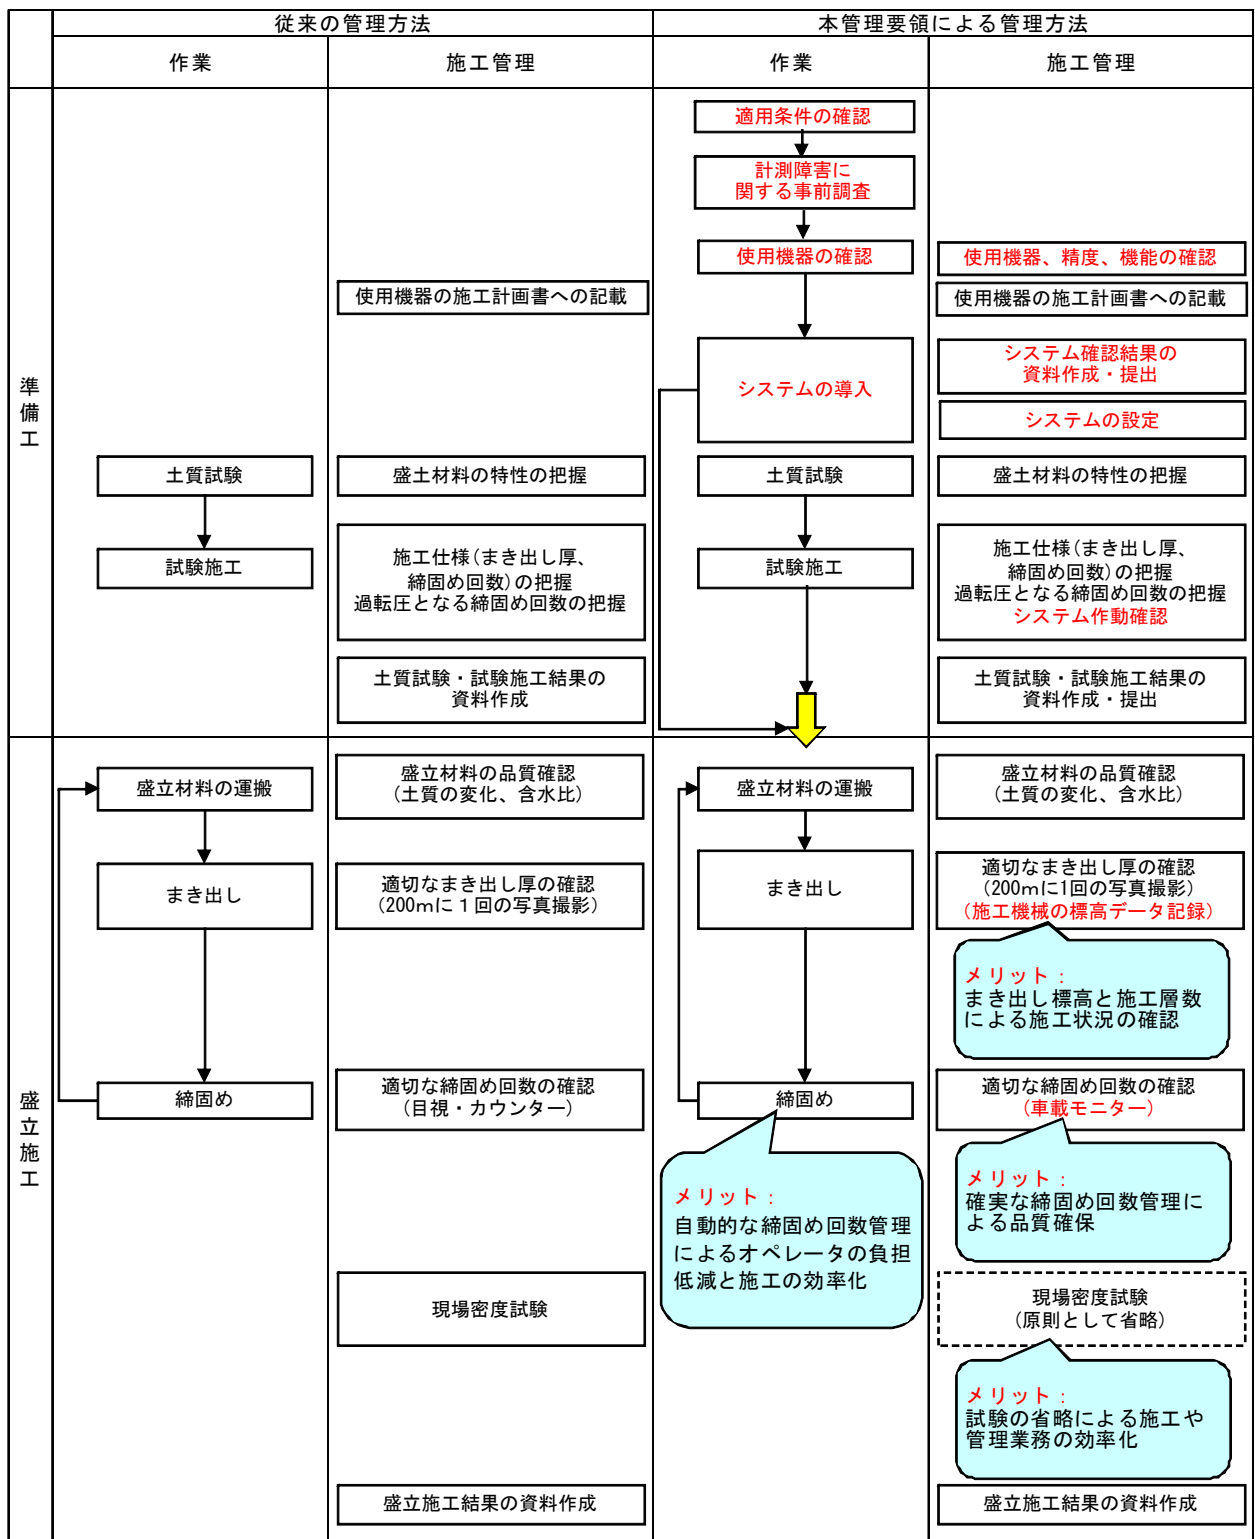 従来の管理方法
本管理要領による管理方法
作業
施工管理
作業
施工管理
準備工
適用条件の確認
計測障害に
関する事前調査
使用機器の確認
使用機器、精度、機能の確認
使用機器の施工計画書への記載
使用機器の施工計画書への記載
システムの導入
システム確認結果の
資料作成・提出
システムの設定
土質試験
盛土材料の特性の把握
土質試験
盛土材料の特性の把握
試験施工
施工仕様(まき出し厚、
締固め回数)の把握
過転圧となる締固め回数の把握
試験施工
施工仕様(まき出し厚、
締固め回数)の把握
過転圧となる締固め回数の把握
システム作動確認
土質試験・試験施工結果の
資料作成
土質試験・試験施工結果の
資料作成・提出
盛立施工
盛立材料の運搬
盛立材料の品質確認
(土質の変化、含水比)
盛立材料の運搬
盛立材料の品質確認
(土質の変化、含水比)
まき出し
適切なまき出し厚の確認
(200mに１回の写真撮影)
まき出し
適切なまき出し厚の確認
(200mに1回の写真撮影)
(施工機械の標高データ記録)
メリット：
まき出し標高と施工層数
による施工状況の確認
締固め
適切な締固め回数の確認
(目視・カウンター)
締固め
適切な締固め回数の確認
(車載モニター)
メリット：
自動的な締固め回数管理
によるオペレータの負担
低減と施工の効率化
メリット：
確実な締固め回数管理に
よる品質確保
現場密度試験
現場密度試験
(原則として省略)
メリット：
試験の省略による施工や
管理業務の効率化
盛立施工結果の資料作成
盛立施工結果の資料作成